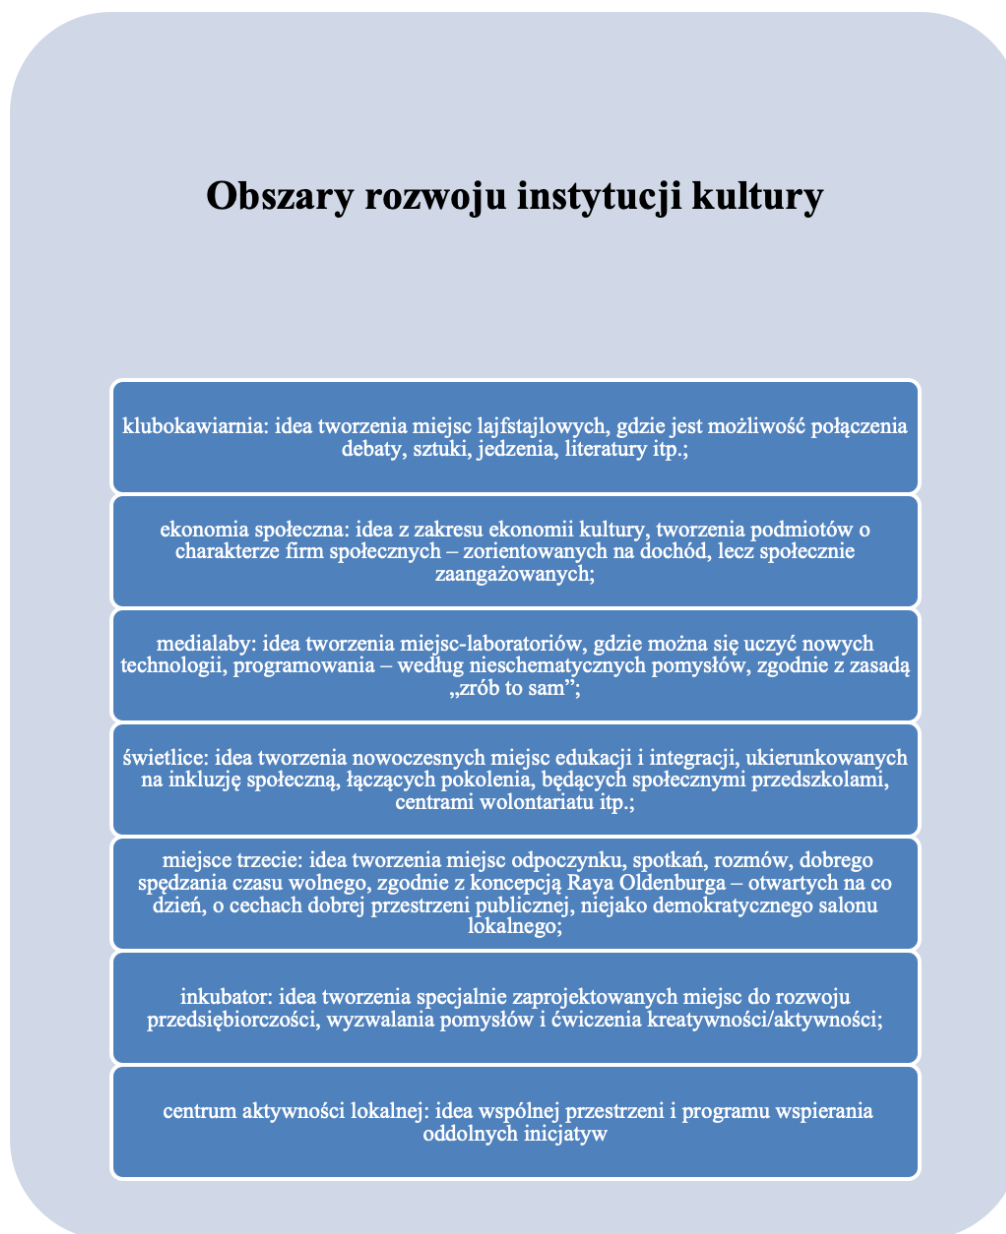 Obszary rozwoju instytucji kultury
klubokawiarnia: idea tworzenia miejsc lajfstajlowych, gdzie jest możliwość połączenia
debaty, sztuki, jedzenia, literatury itp.;
ekonomia społeczna: idea z zakresu ekonomii kultury, tworzenia podmiotów o
charakterze firm społecznych – zorientowanych na dochód, lecz społecznie
zaangażowanych;
medialaby: idea tworzenia miejsc-laboratoriów, gdzie można się uczyć nowych
technologii, programowania – według nieschematycznych pomysłów, zgodnie z zasadą
„zrób to sam”;
świetlice: idea tworzenia nowoczesnych miejsc edukacji i integracji, ukierunkowanych
na inkluzję społeczną, łączących pokolenia, będących społecznymi przedszkolami,
centrami wolontariatu itp.;
miejsce trzecie: idea tworzenia miejsc odpoczynku, spotkań, rozmów, dobrego
spędzania czasu wolnego, zgodnie z koncepcją Raya Oldenburga – otwartych na co
dzień, o cechach dobrej przestrzeni publicznej, niejako demokratycznego salonu
lokalnego;
inkubator: idea tworzenia specjalnie zaprojektowanych miejsc do rozwoju
przedsiębiorczości, wyzwalania pomysłów i ćwiczenia kreatywności/aktywności;
centrum aktywności lokalnej: idea wspólnej przestrzeni i programu wspierania
oddolnych inicjatyw